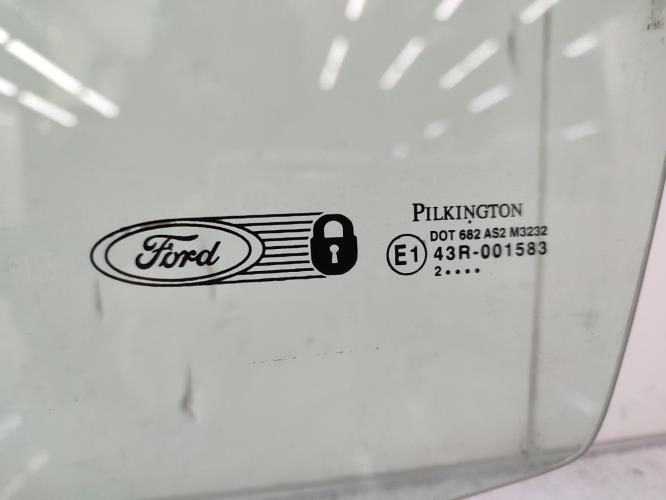 Ford
PILKINGTON
DOT 682 AS2 M3232
E1 43R-001583
2••••